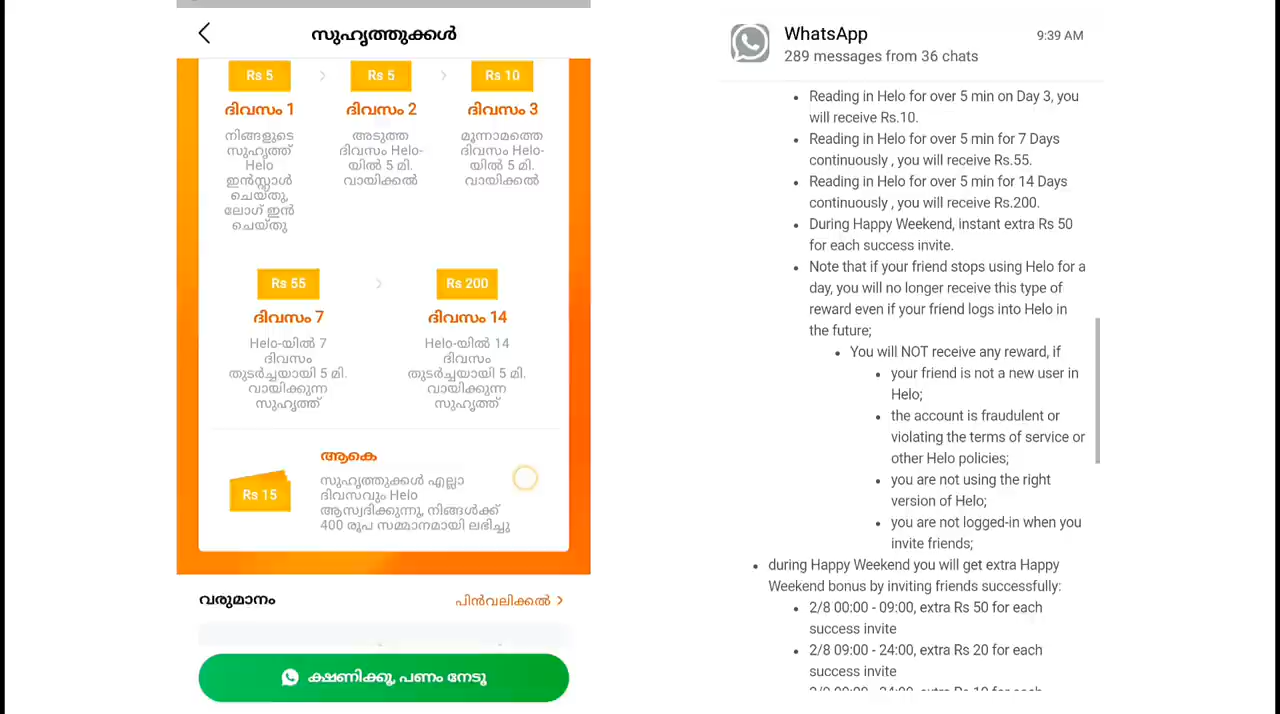 സുഹൃത്തുക്കൾ
Rs 5
Rs 5
Rs 10
ദിവസം 1
ദിവസം 2
ദിവസം 3
നിങ്ങളുടെ
സുഹൃത്ത്
Helo
ഇൻസ്റ്റാൾ
ചെയ്തു,
ലോഗ് ഇൻ
ചെയ്തു
അടുത്ത
ദിവസം Helo-
യിൽ 5 മി.
വായിക്കൽ
മൂന്നാമത്തെ
ദിവസം Helo-
യിൽ 5 മി.
വായിക്കൽ
Rs 55
Rs 200
ദിവസം 7
ദിവസം 14
Helo-യിൽ 7
ദിവസം
തുടർച്ചയായി 5 മി.
വായിക്കുന്ന
സുഹൃത്ത്
Helo-യിൽ 14
ദിവസം
തുടർച്ചയായി 5 മി.
വായിക്കുന്ന
സുഹൃത്ത്
ആകെ
Rs 15
സുഹൃത്തുക്കൾ എല്ലാ
ദിവസവും Helo
ആസ്വദിക്കുന്നു, നിങ്ങൾക്ക്
400 രൂപ സമ്മാനമായി ലഭിച്ചു
വരുമാനം
പിൻവലിക്കൽ >
ക്ഷണിക്കൂ, പണം നേടൂ
WhatsApp
9:39 AM
289 messages from 36 chats
• Reading in Helo for over 5 min on Day 3, you
will receive Rs.10.
• Reading in Helo for over 5 min for 7 Days
continuously , you will receive Rs.55.
• Reading in Helo for over 5 min for 14 Days
continuously , you will receive Rs.200.
• During Happy Weekend, instant extra Rs 50
for each success invite.
• Note that if your friend stops using Helo for a
day, you will no longer receive this type of
reward even if your friend logs into Helo in
the future;
• You will NOT receive any reward, if
• your friend is not a new user in
Helo;
• the account is fraudulent or
violating the terms of service or
other Helo policies;
• you are not using the right
version of Helo;
• you are not logged-in when you
invite friends;
• during Happy Weekend you will get extra Happy
Weekend bonus by inviting friends successfully:
• 2/8 00:00 - 09:00, extra Rs 50 for each
success invite
• 2/8 09:00 - 24:00, extra Rs 20 for each
success invite